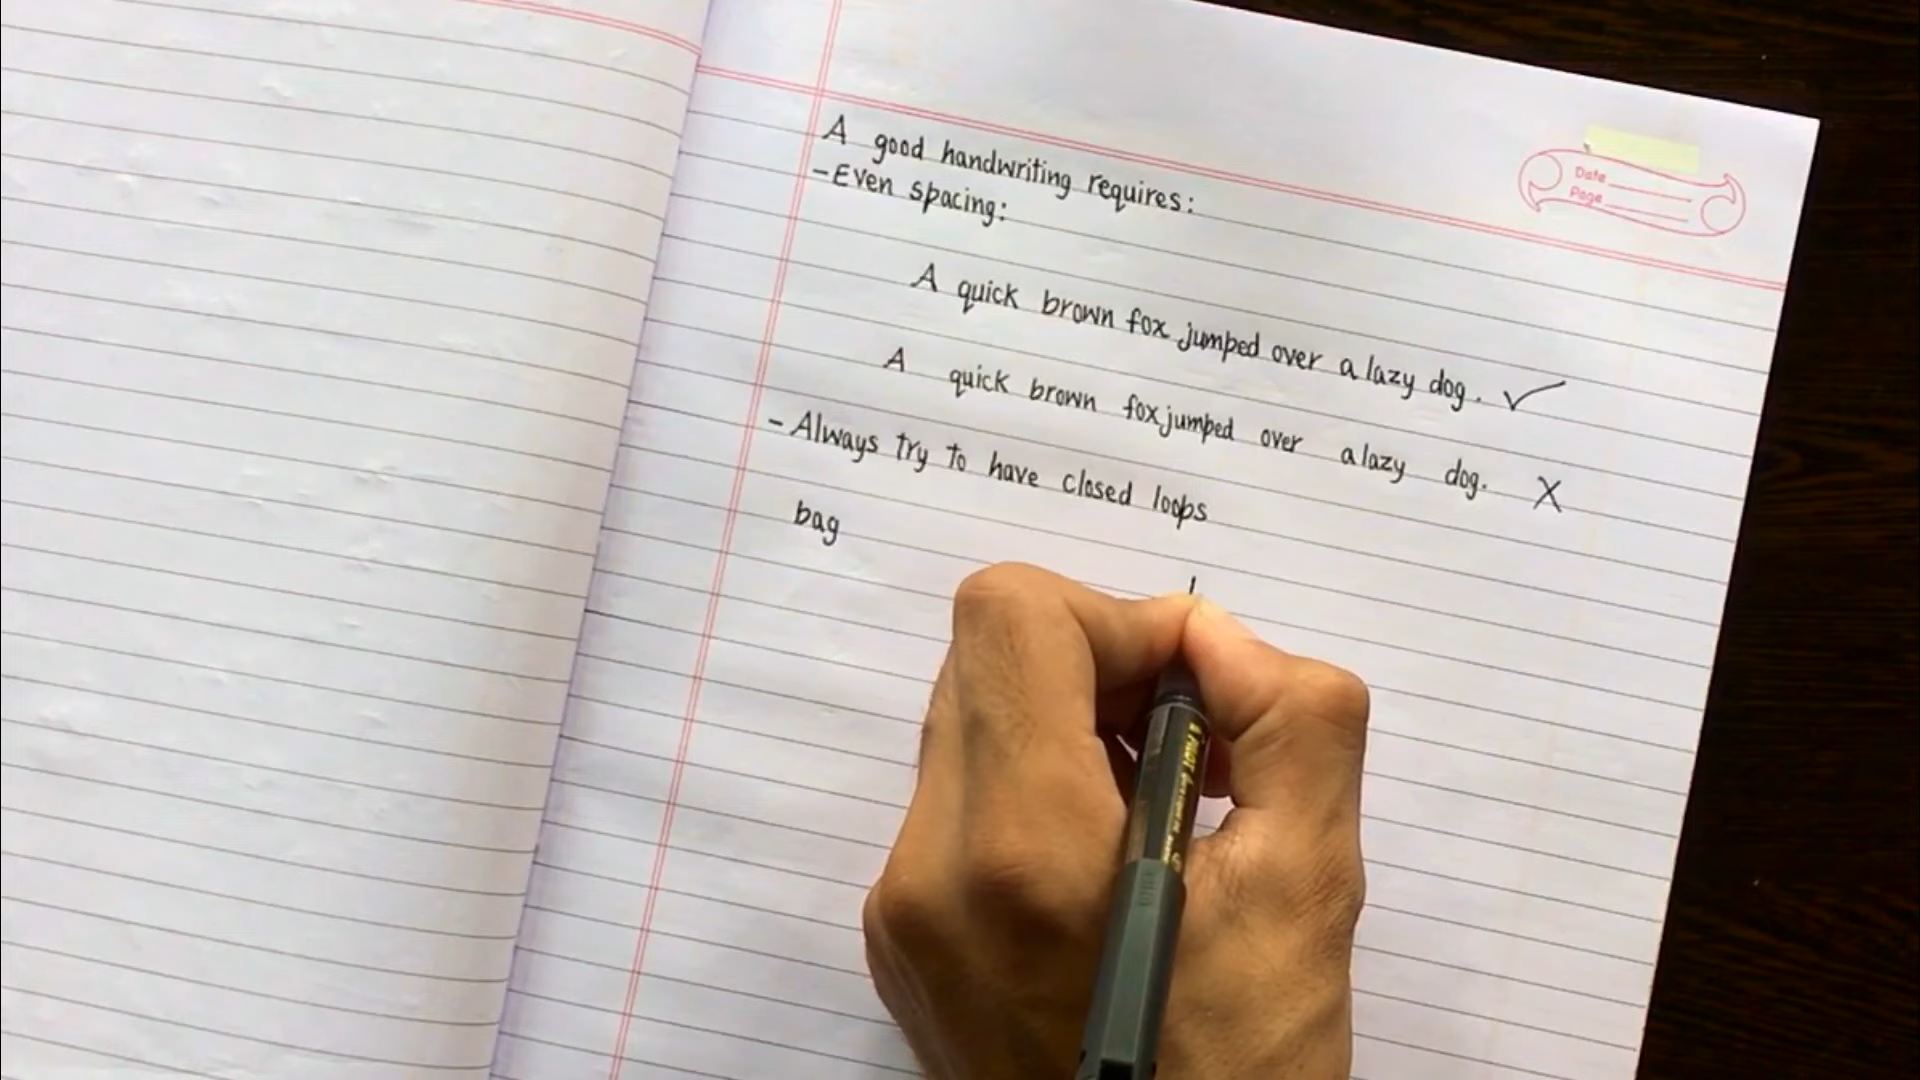 A good handwriting requires:
-Even spacing:
Date
Page
A quick brown fox jumped over a lazy dog. ✓
A quick brown fox jumped over a lazy dog. X
- Always try to have closed loops
bag
PILOT